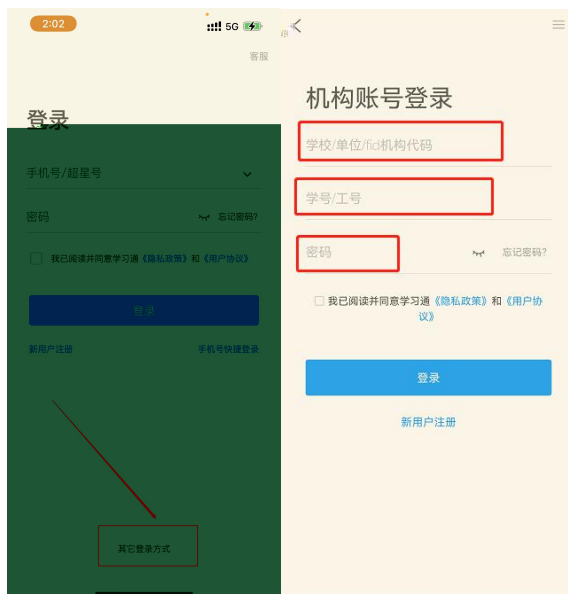 2:02
5G
客服
登录
手机号/超星号
密码
忘记密码?
我已阅读并同意学习通《隐私政策》和《用户协议》
登录
新用户注册
手机号快捷登录
其它登录方式
机构账号登录
学校/单位/fid机构代码
学号/工号
密码
忘记密码?
我已阅读并同意学习通《隐私政策》和《用户协
议》
登录
新用户注册